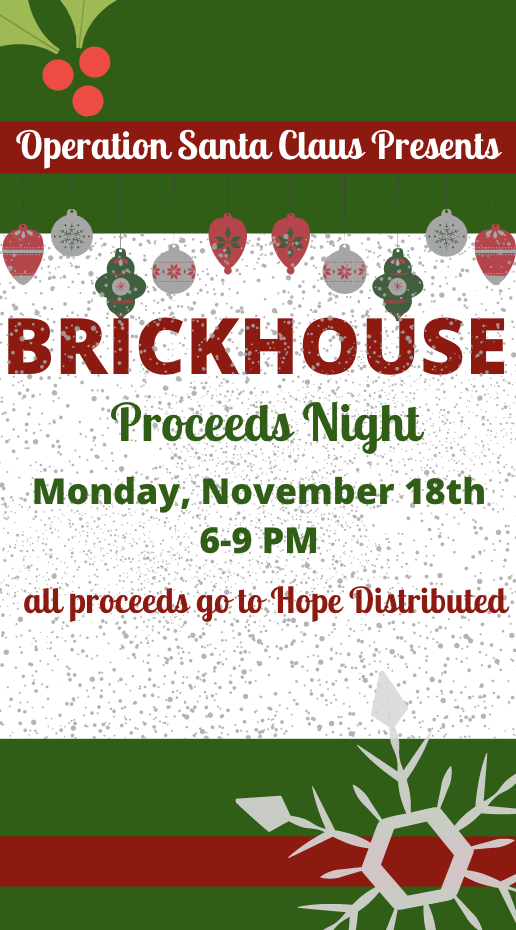 Operation Santa Claus Presents
BRICKHOUSE
Proceeds Night
Monday, November 18th
6-9 PM
all proceeds go to Hope Distributed